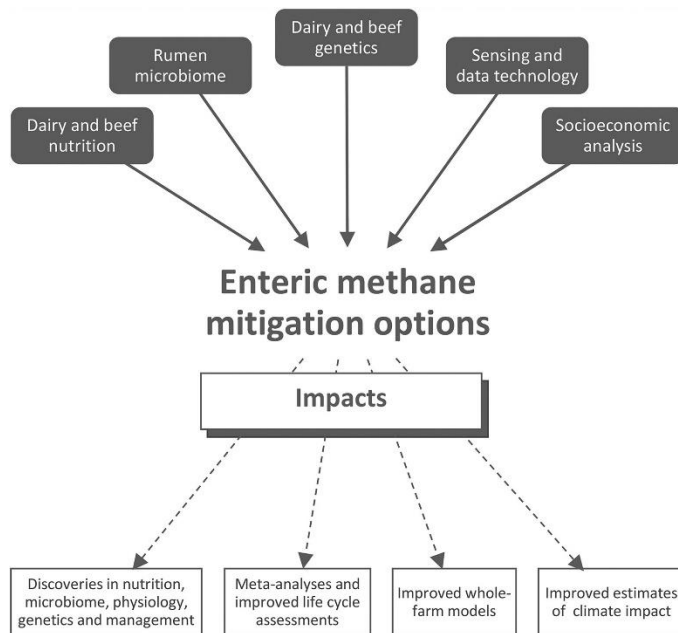 Dairy and beef
genetics
Rumen
microbiome
Sensing and
data technology
Dairy and beef
nutrition
Socioeconomic
analysis
Enteric methane
mitigation options
Impacts
Discoveries in nutrition,
microbiome, physiology,
genetics and management
Meta-analyses and
improved life cycle
assessments
Improved whole-
farm models
Improved estimates
of climate impact